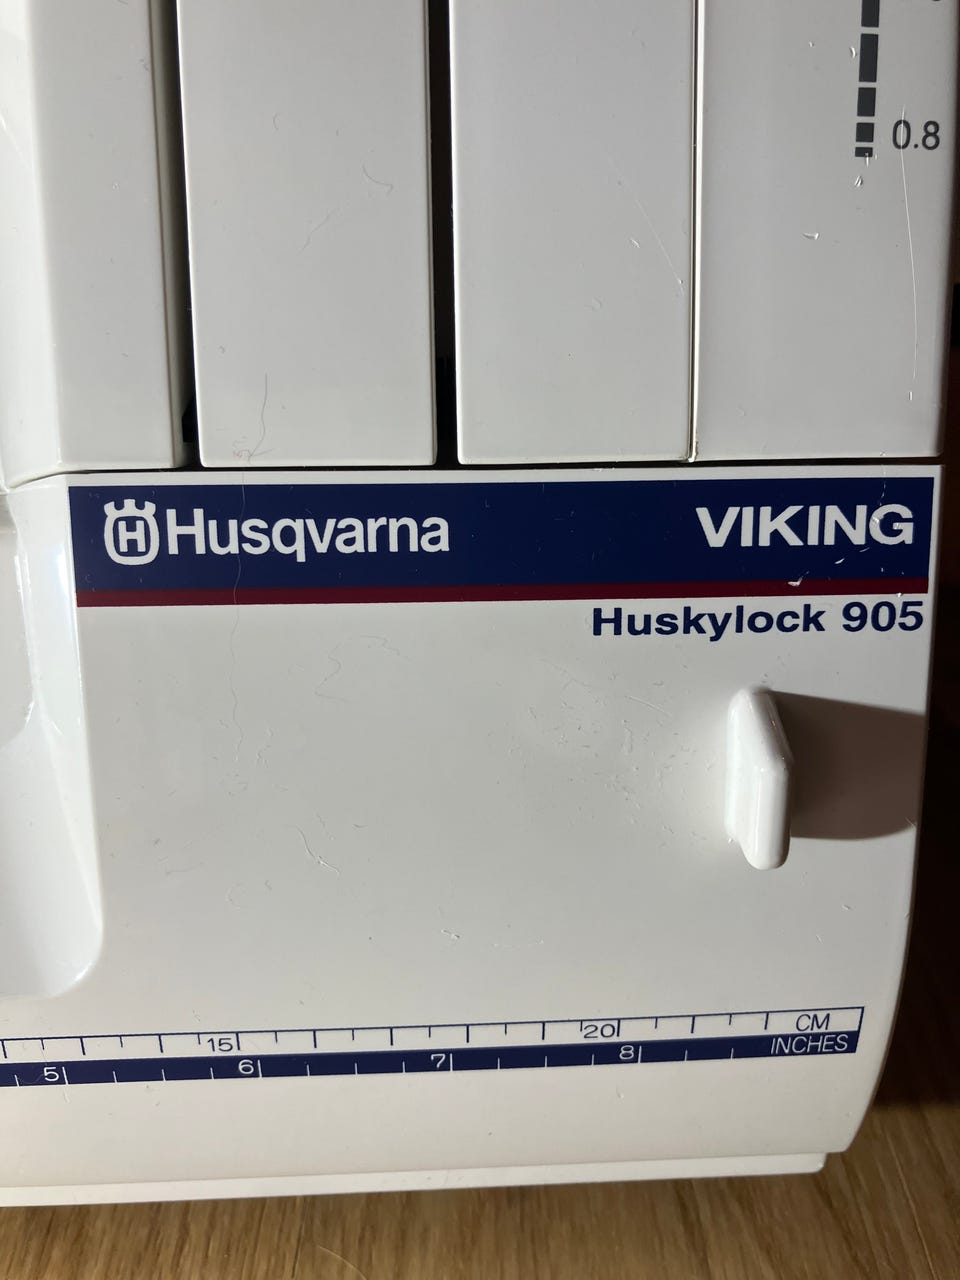 0.8
Husqvarna VIKING
Huskylock 905
15 20 CM
5 6 7 8 INCHES